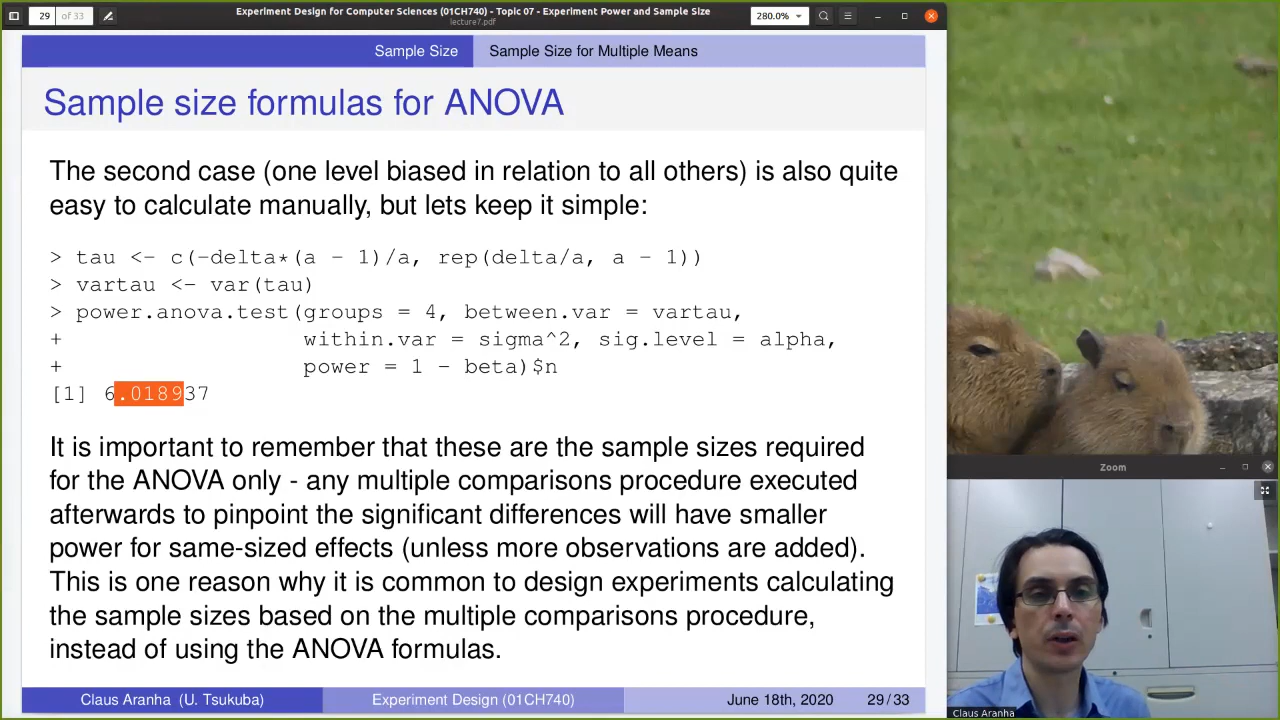 29 of 33
Experiment Design for Computer Sciences (01CH740) - Topic 07 - Experiment Power and Sample Size
lecture7.pdf
280.0%
Sample Size
Sample Size for Multiple Means
Sample size formulas for ANOVA
The second case (one level biased in relation to all others) is also quite
easy to calculate manually, but lets keep it simple:
> tau <- c(-delta*(a - 1)/a, rep(delta/a, a - 1))
> vartau <- var(tau)
> power.anova.test(groups = 4, between.var = vartau,
+ within.var = sigma^2, sig.level = alpha,
+ power = 1 - beta)$n
[1] 6.018937
It is important to remember that these are the sample sizes required
for the ANOVA only - any multiple comparisons procedure executed
afterwards to pinpoint the significant differences will have smaller
power for same-sized effects (unless more observations are added).
This is one reason why it is common to design experiments calculating
the sample sizes based on the multiple comparisons procedure,
instead of using the ANOVA formulas.
Claus Aranha (U. Tsukuba)
Experiment Design (01CH740)
June 18th, 2020
29 / 33
Zoom
Claus Aranha